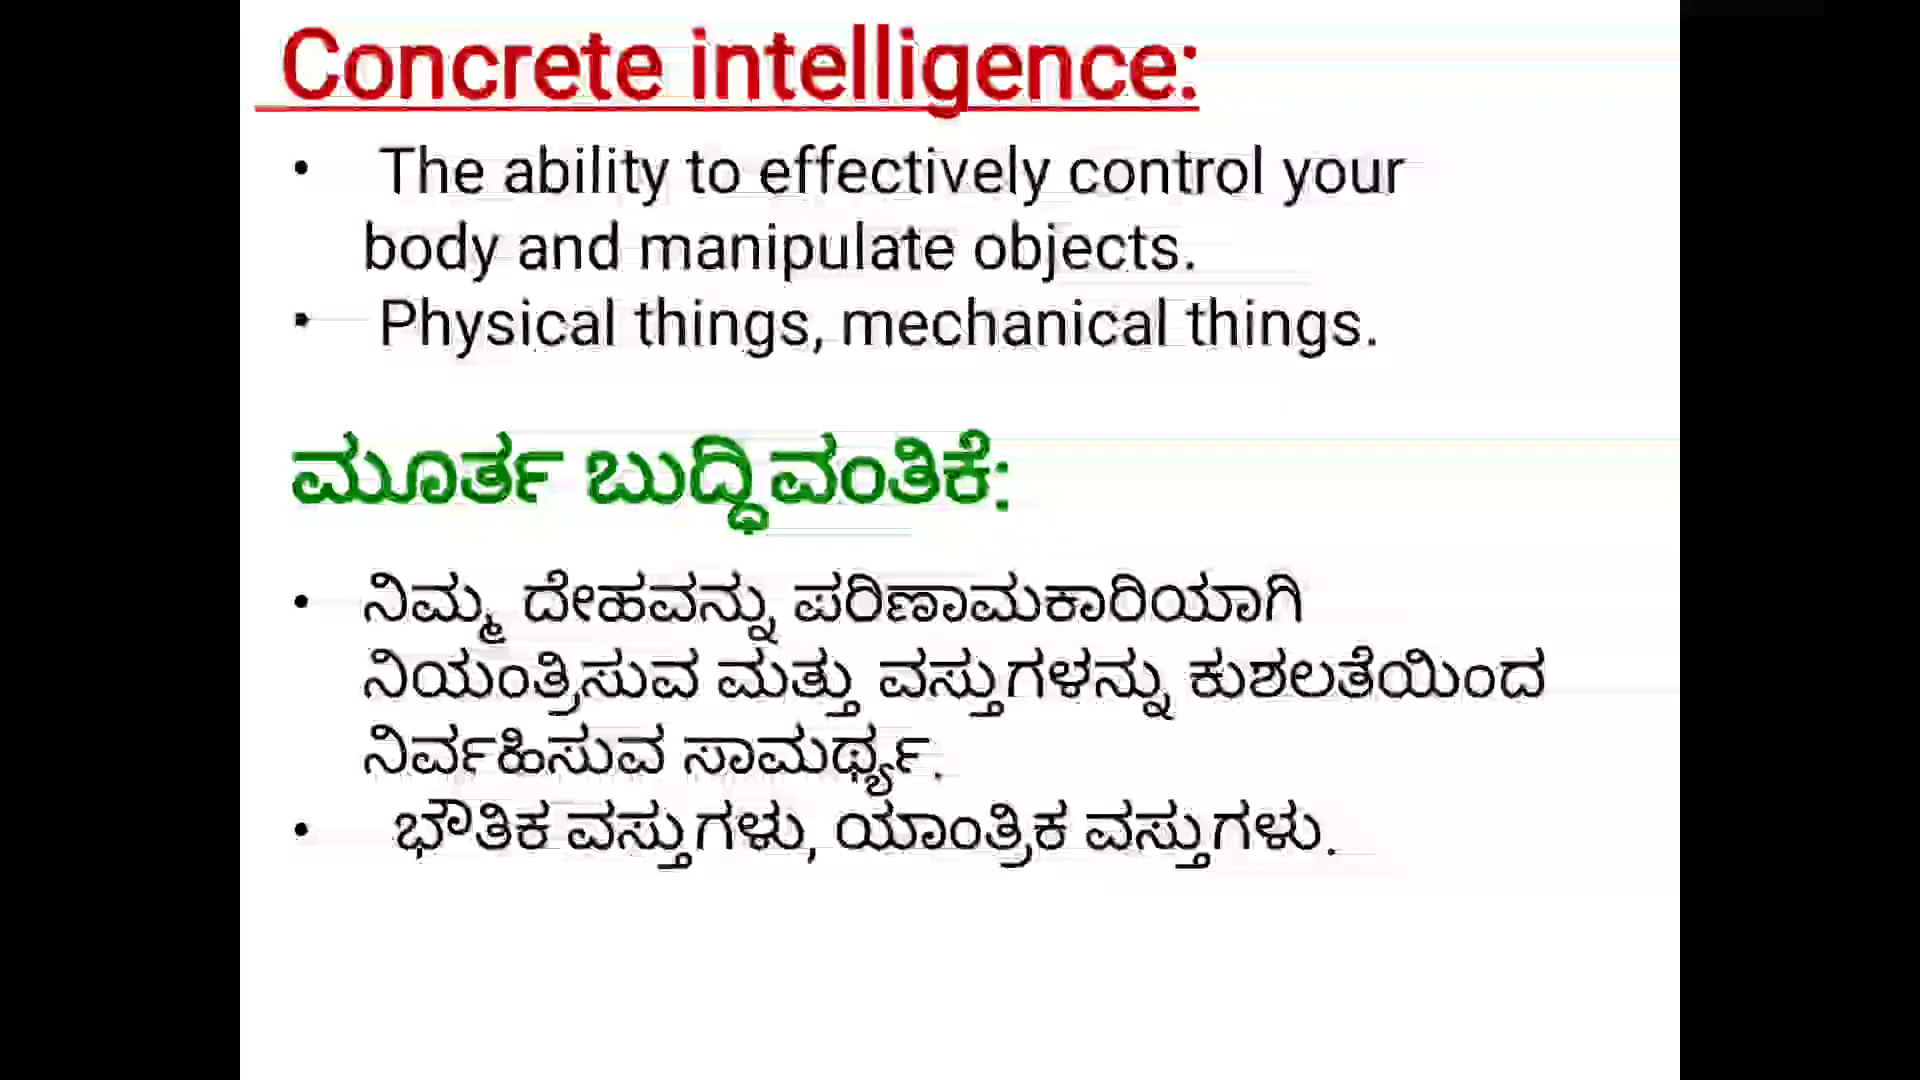 Concrete intelligence:
• The ability to effectively control your
body and manipulate objects.
• Physical things, mechanical things.
ಮೂರ್ತ ಬುದ್ಧಿವಂತಿಕೆ:
• ನಿಮ್ಮ ದೇಹವನ್ನು ಪರಿಣಾಮಕಾರಿಯಾಗಿ
ನಿಯಂತ್ರಿಸುವ ಮತ್ತು ವಸ್ತುಗಳನ್ನು ಕುಶಲತೆಯಿಂದ
ನಿರ್ವಹಿಸುವ ಸಾಮರ್ಥ್ಯ.
• ಭೌತಿಕ ವಸ್ತುಗಳು, ಯಾಂತ್ರಿಕ ವಸ್ತುಗಳು.